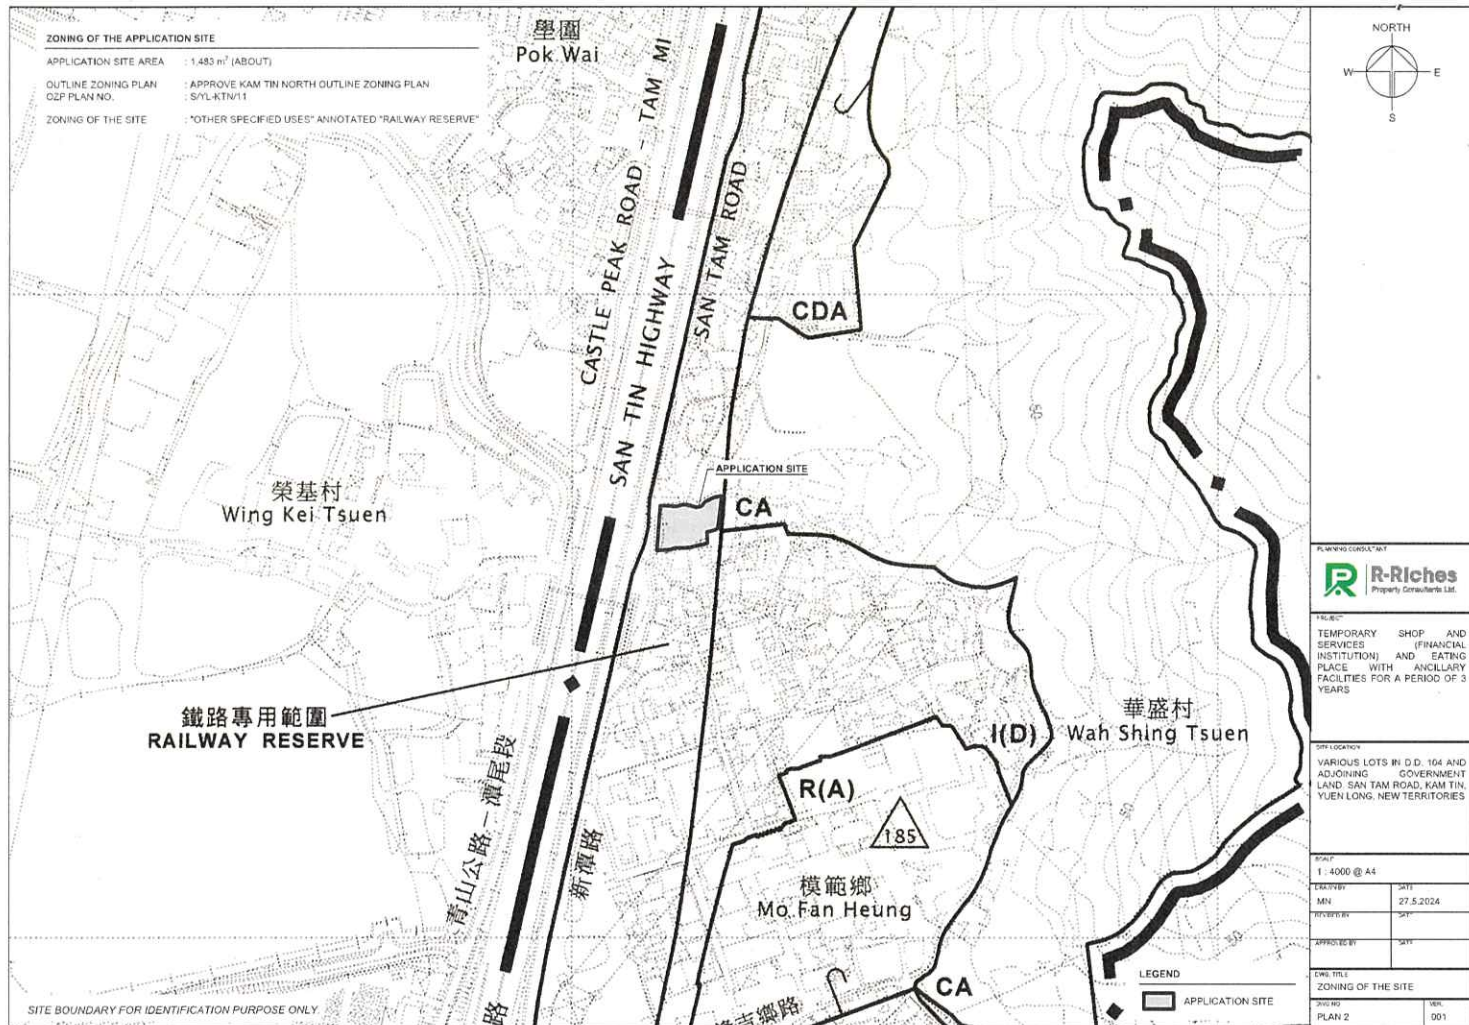 ZONING OF THE APPLICATION SITE
APPLICATION SITE AREA : 1,483 m² (ABOUT)
OUTLINE ZONING PLAN : APPROVE KAM TIN NORTH OUTLINE ZONING PLAN
OZP PLAN NO. : S/YL-KTN/11
ZONING OF THE SITE : "OTHER SPECIFIED USES" ANNOTATED "RAILWAY RESERVE"
壆圍
Pok Wai
CASTLE PEAK ROAD - TAM MI
SAN TIN HIGHWAY
SAN TAM ROAD
CDA
APPLICATION SITE
CA
榮基村
Wing Kei Tsuen
鐵路專用範圍
RAILWAY RESERVE
青山公路－潭尾段
新潭路
路
I(D)
華盛村
Wah Shing Tsuen
R(A)
185
模範鄉
Mo Fan Heung
CA
吉鄉路
50
50
SITE BOUNDARY FOR IDENTIFICATION PURPOSE ONLY.
LEGEND
APPLICATION SITE
NORTH
W E
S
PLANNING CONSULTANT
R-Riches
Property Consultants Ltd.
PROJECT
TEMPORARY SHOP AND
SERVICES (FINANCIAL
INSTITUTION) AND EATING
PLACE WITH ANCILLARY
FACILITIES FOR A PERIOD OF 3
YEARS
SITE LOCATION
VARIOUS LOTS IN D.D. 104 AND
ADJOINING GOVERNMENT
LAND, SAN TAM ROAD, KAM TIN,
YUEN LONG, NEW TERRITORIES
SCALE
1 : 4000 @ A4
DRAWN BY DATE
MN 27.5.2024
REVISED BY DATE
APPROVED BY DATE
DWG. TITLE
ZONING OF THE SITE
DWG NO. VER.
PLAN 2 001